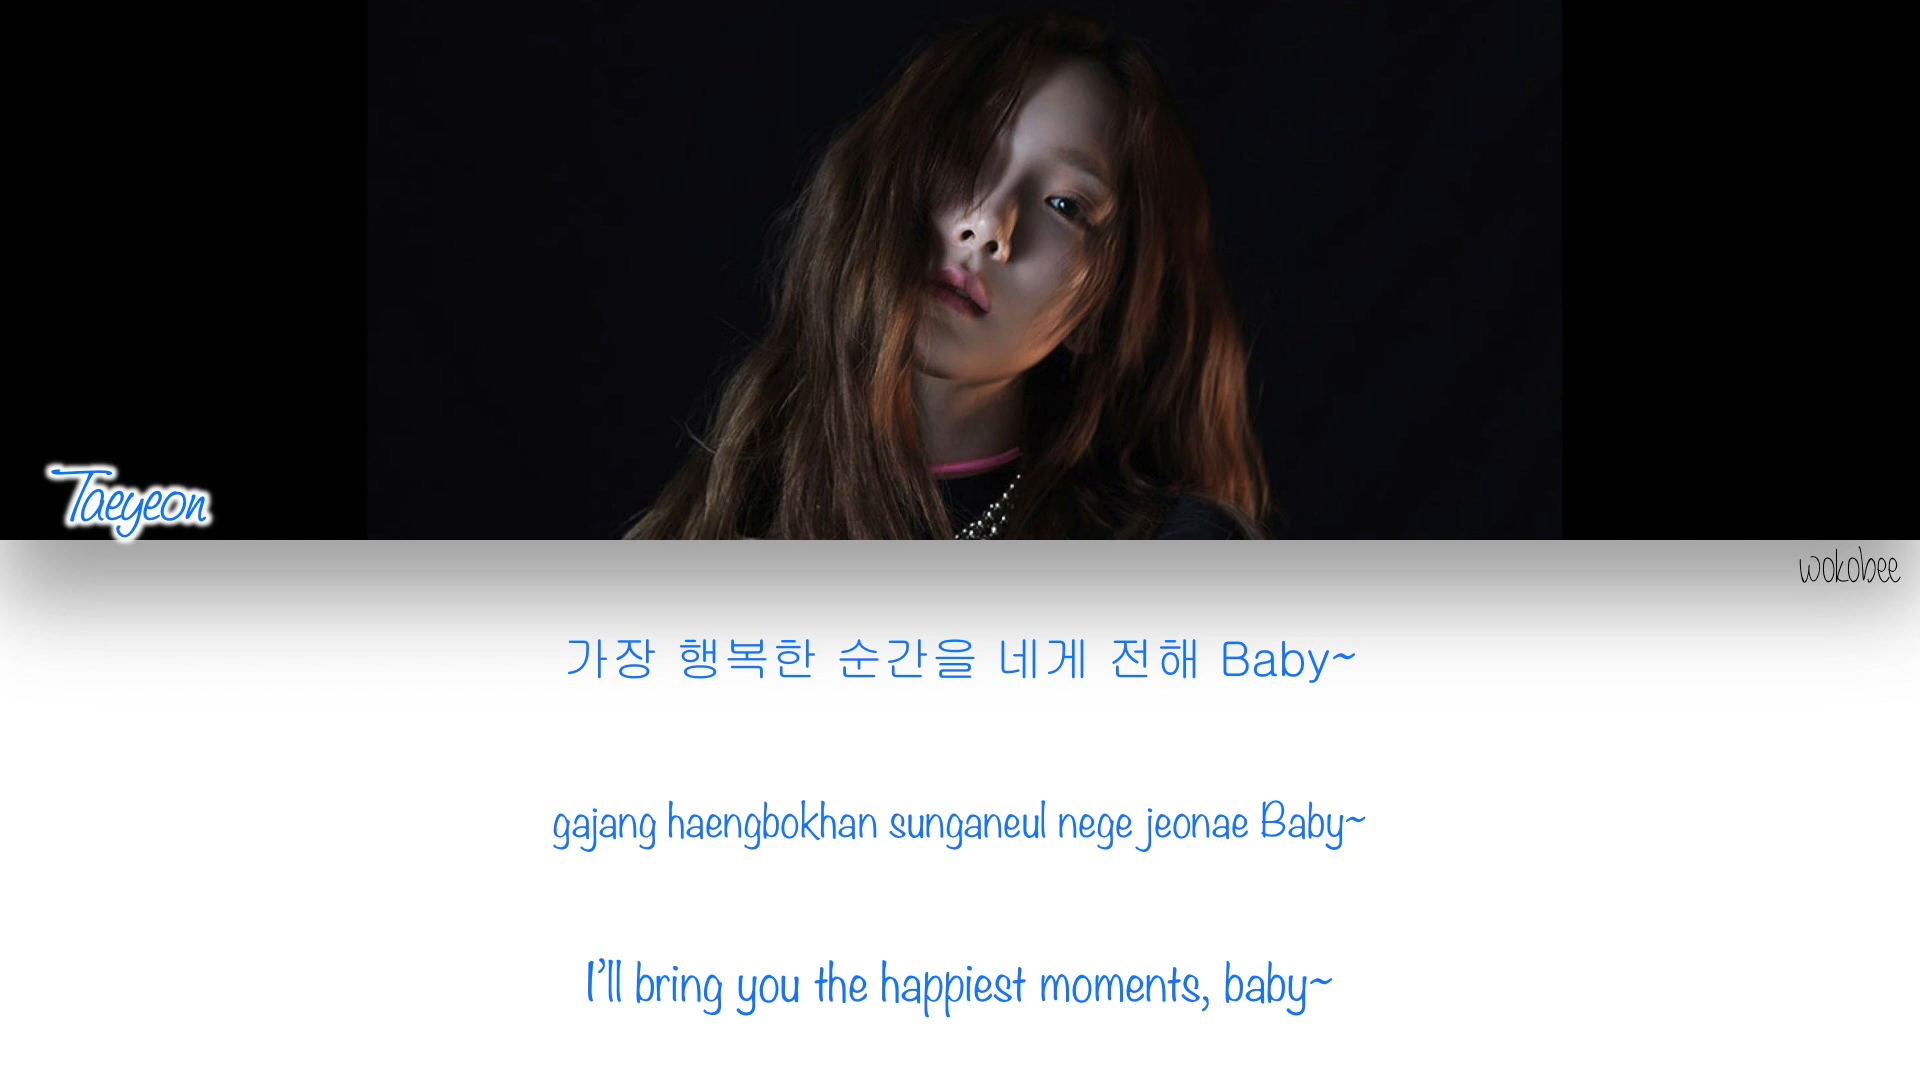 Taeyeon
wokobee
가장 행복한 순간을 네게 전해 Baby~
gajang haengbokhan sunganeul nege jeonae Baby~
I'll bring you the happiest moments, baby~